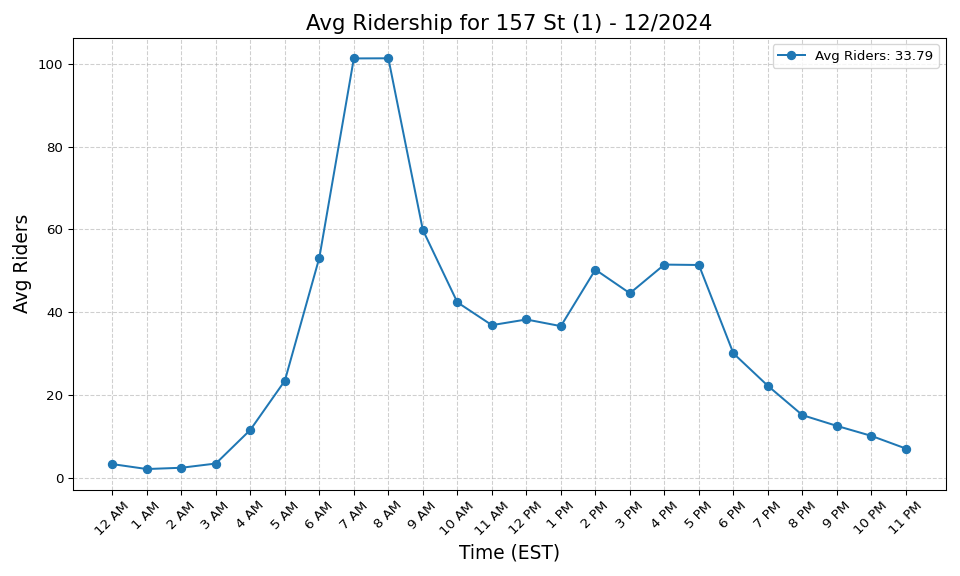 Avg Ridership for 157 St (1) - 12/2024
Avg Riders: 33.79
Avg Riders
100
80
60
40
20
0
12 AM
1 AM
2 AM
3 AM
4 AM
5 AM
6 AM
7 AM
8 AM
9 AM
10 AM
11 AM
12 PM
1 PM
2 PM
3 PM
4 PM
5 PM
6 PM
7 PM
8 PM
9 PM
10 PM
11 PM
Time (EST)